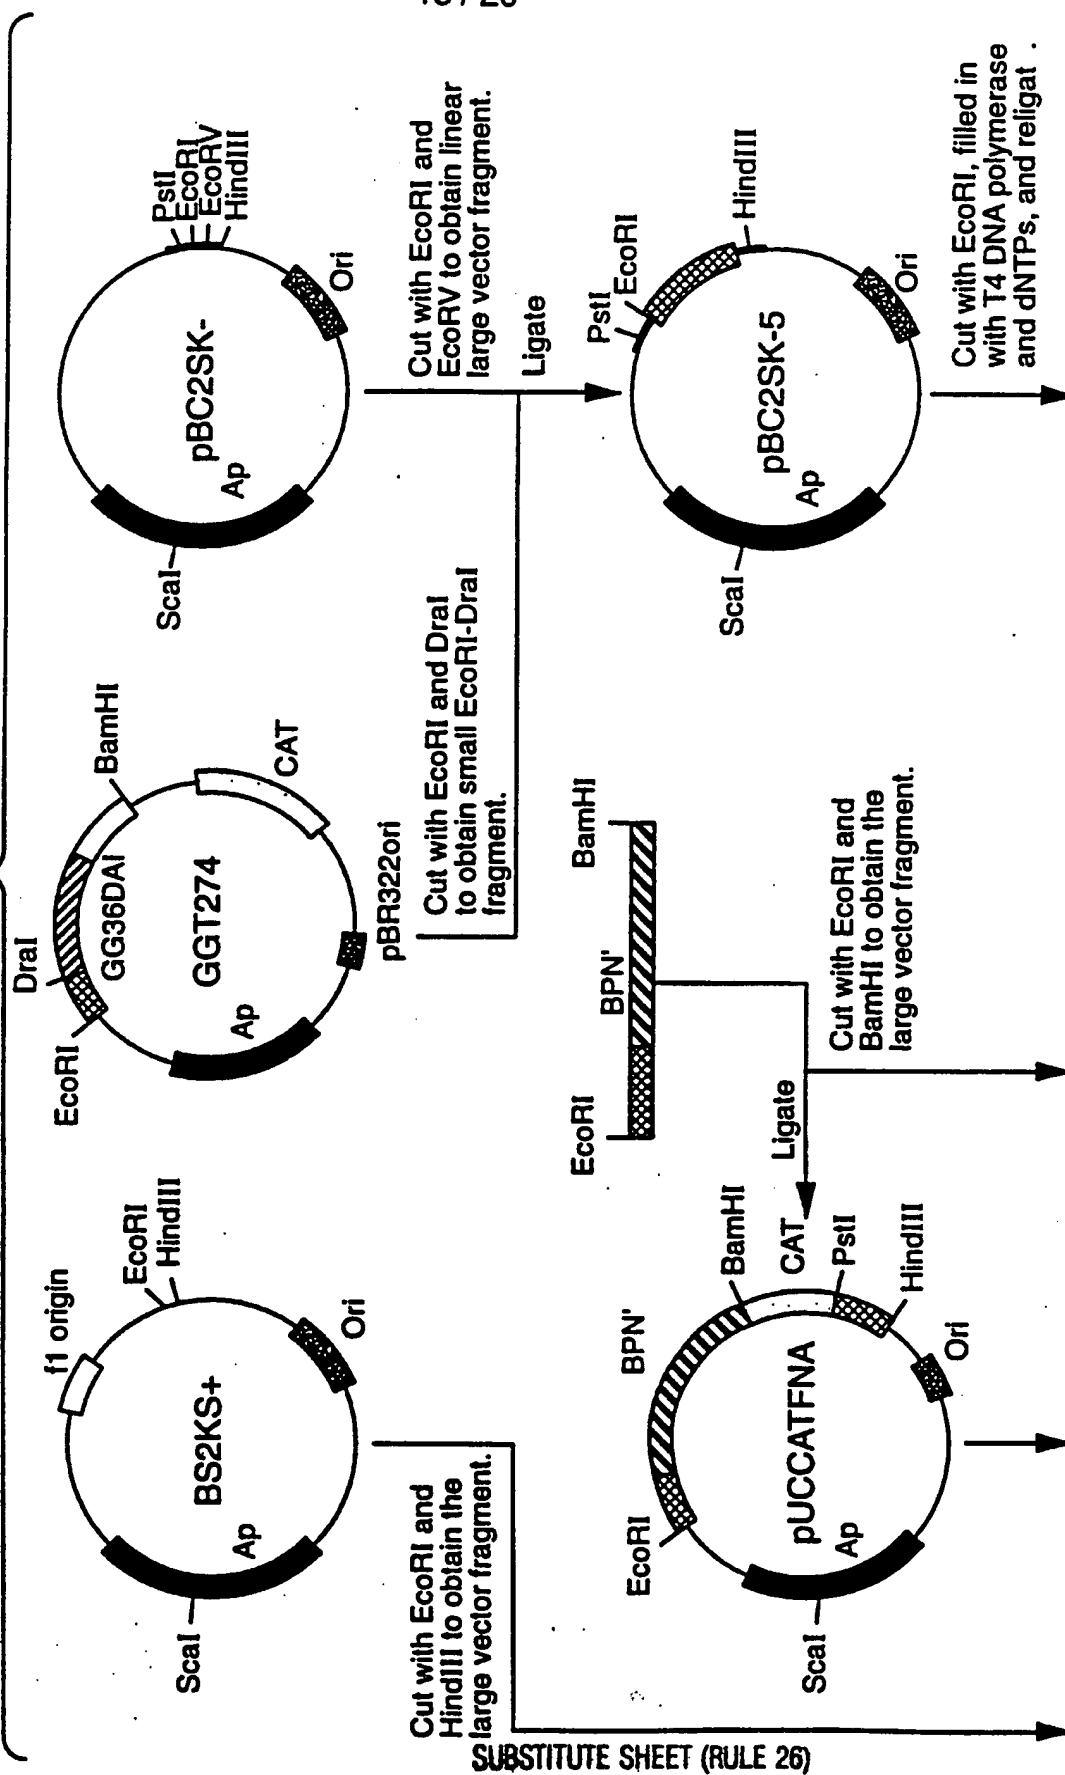 f1 origin
EcoRI
HindIII
BS2KS+
Ap
Ori
ScaI
Cut with EcoRI and
HindIII to obtain the
large vector fragment.
DraI
EcoRI
BamHI
GG36DAI
GGT274
CAT
Ap
pBR322ori
Cut with EcoRI and DraI
to obtain small EcoRI-DraI
fragment.
PstI
EcoRI
EcoRV
HindIII
pBC2SK-
Ap
Ori
ScaI
Cut with EcoRI and
EcoRV to obtain linear
large vector fragment.
Ligate
EcoRI
BPN'
BamHI
CAT
PstI
HindIII
pUCCATFNA
Ap
Ori
ScaI
EcoRI
BPN'
BamHI
Ligate
Cut with EcoRI and
BamHI to obtain the
large vector fragment.
PstI
EcoRI
HindIII
pBC2SK-5
Ap
Ori
ScaI
Cut with EcoRI, filled in
with T4 DNA polymerase
and dNTPs, and religat .
SUBSTITUTE SHEET (RULE 26)